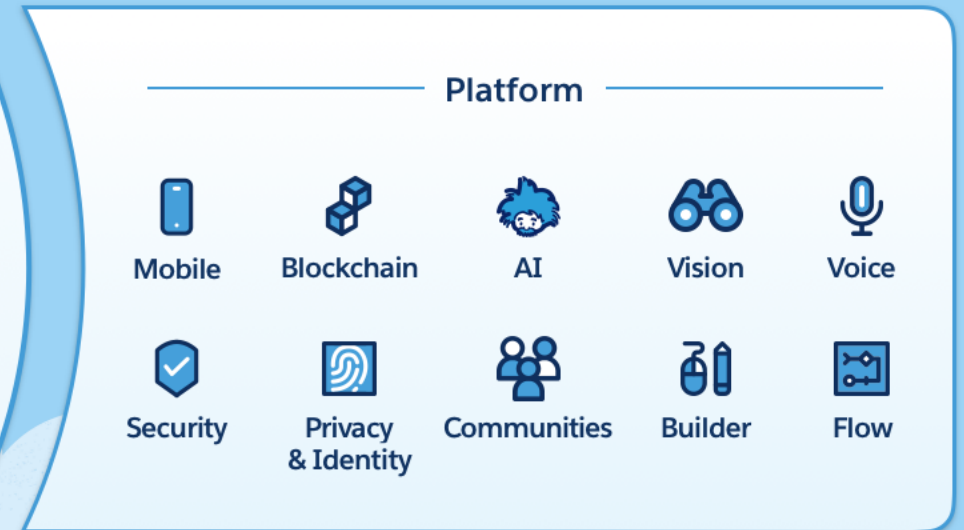 Platform
Mobile
Blockchain
AI
Vision
Voice
Security
Privacy
& Identity
Communities
Builder
Flow